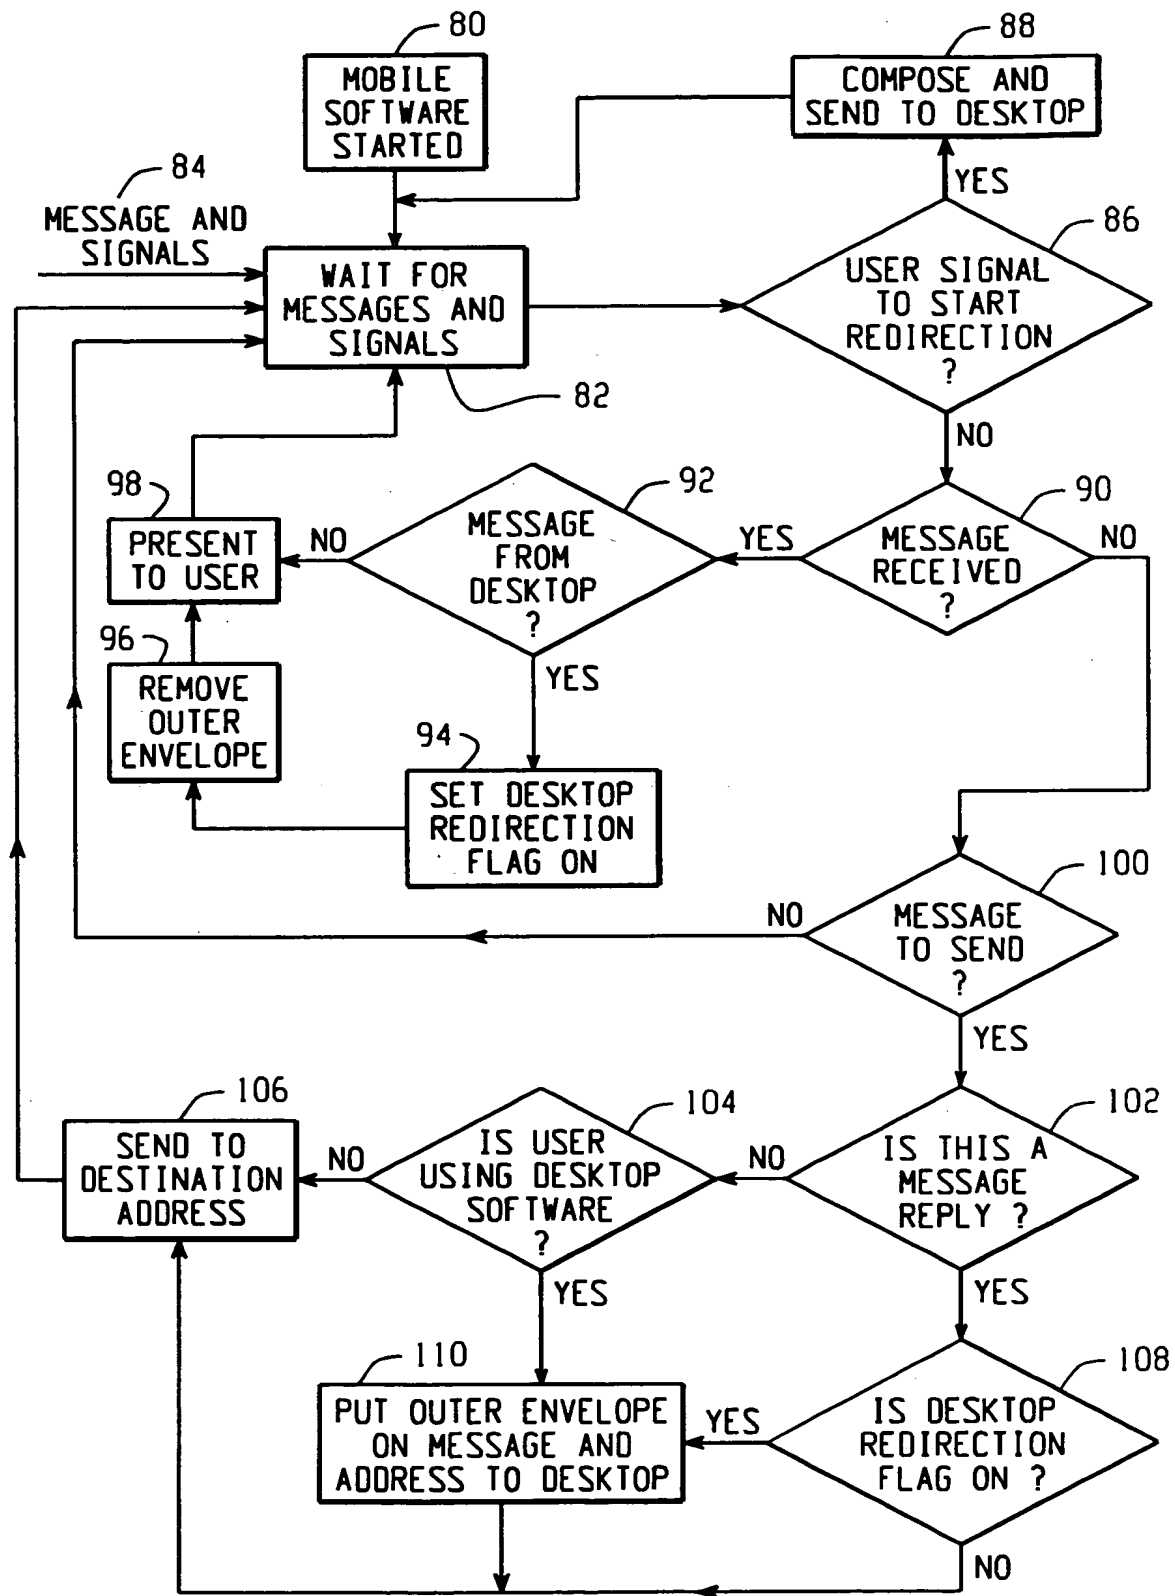 80
MOBILE
SOFTWARE
STARTED
88
COMPOSE AND
SEND TO DESKTOP
YES
84
MESSAGE AND
SIGNALS
WAIT FOR
MESSAGES AND
SIGNALS
82
86
USER SIGNAL
TO START
REDIRECTION
?
NO
98
PRESENT
TO USER
NO
92
MESSAGE
FROM
DESKTOP
?
YES
YES
90
MESSAGE
RECEIVED
?
NO
96
REMOVE
OUTER
ENVELOPE
94
SET DESKTOP
REDIRECTION
FLAG ON
100
MESSAGE
TO SEND
?
NO
YES
106
SEND TO
DESTINATION
ADDRESS
NO
104
IS USER
USING DESKTOP
SOFTWARE
?
YES
NO
102
IS THIS A
MESSAGE
REPLY ?
YES
110
PUT OUTER ENVELOPE
ON MESSAGE AND
ADDRESS TO DESKTOP
YES
108
IS DESKTOP
REDIRECTION
FLAG ON ?
NO